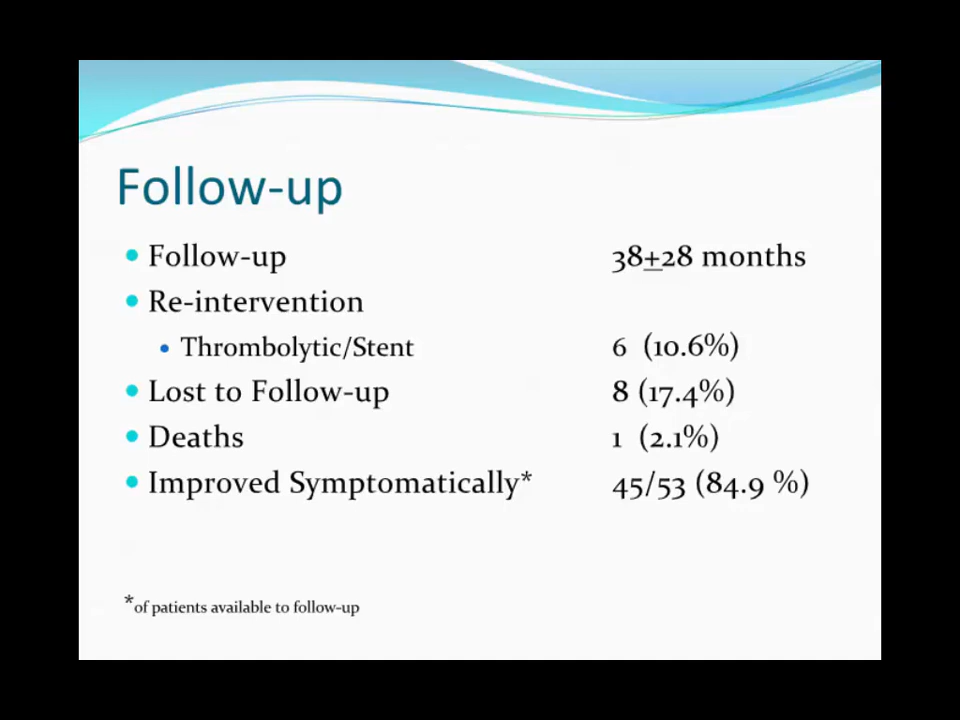 Follow-up
Follow-up 38±28 months
Re-intervention
Thrombolytic/Stent 6 (10.6%)
Lost to Follow-up 8 (17.4%)
Deaths 1 (2.1%)
Improved Symptomatically* 45/53 (84.9 %)
*of patients available to follow-up